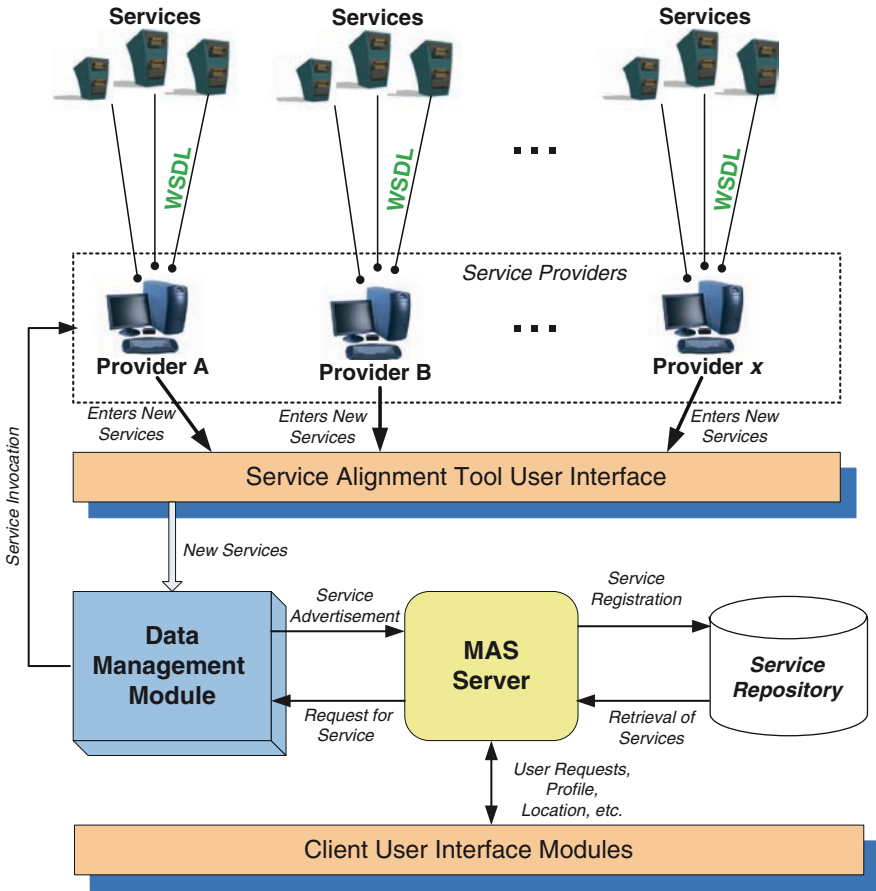 Services
Services
Services
WSDL
WSDL
WSDL
Service Providers
Provider A
Provider B
Provider x
Enters New
Services
Enters New
Services
Enters New
Services
Service Alignment Tool User Interface
Service Invocation
New Services
Data
Management
Module
Service
Advertisement
Request for
Service
MAS
Server
Service
Registration
Retrieval of
Services
Service
Repository
User Requests,
Profile,
Location, etc.
Client User Interface Modules